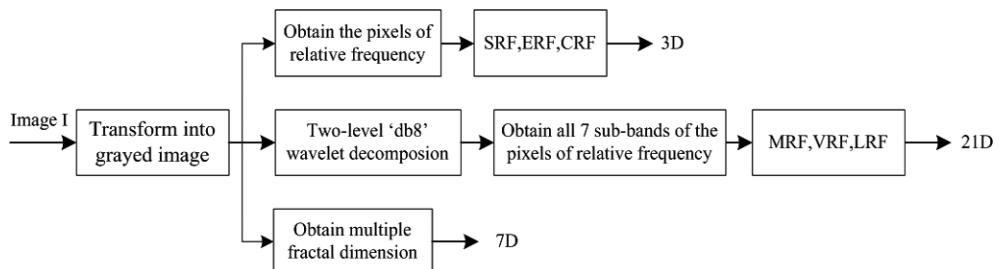 Image I
Transform into
grayed image
Obtain the pixels of
relative frequency
SRF,ERF,CRF
3D
Two-level ‘db8’
wavelet decomposion
Obtain all 7 sub-bands of the
pixels of relative frequency
MRF,VRF,LRF
21D
Obtain multiple
fractal dimension
7D